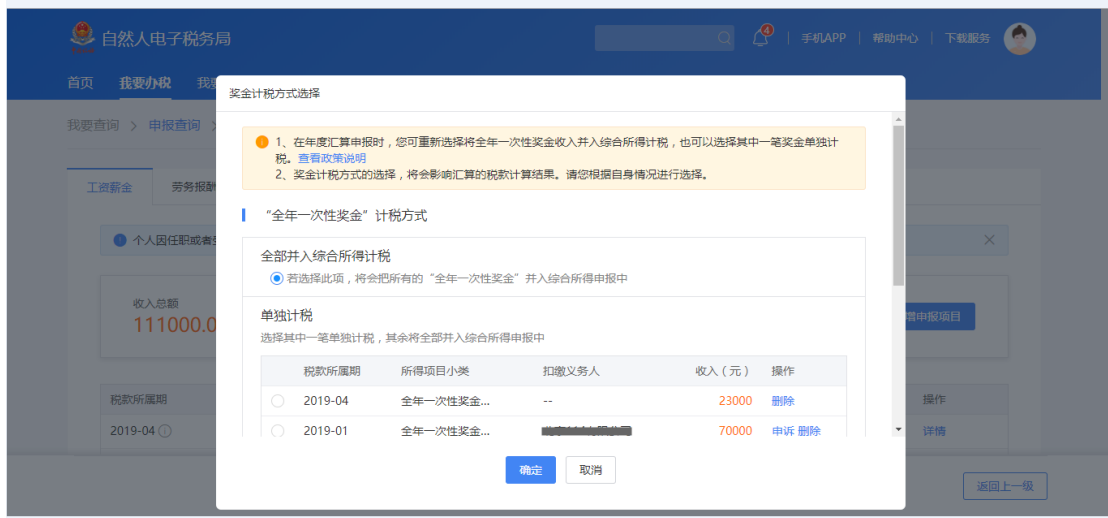 自然人电子税务局
4
手机APP | 帮助中心 | 下载服务
首页 我要办税
我要查询 > 申报查询 >
工资薪金 劳务报酬
个人因任职或者
收入总额
111000.0
增申报项目
税款所属期 操作
2019-04 详情
返回上一级
奖金计税方式选择
1、在年度汇算申报时，您可重新选择将全年一次性奖金收入并入综合所得计税，也可以选择其中一笔奖金单独计
税。查看政策说明
2、奖金计税方式的选择，将会影响汇算的税款计算结果。请您根据自身情况进行选择。
“全年一次性奖金”计税方式
全部并入综合所得计税
若选择此项，将会把所有的“全年一次性奖金”并入综合所得申报中
单独计税
选择其中一笔单独计税，其余将全部并入综合所得申报中
税款所属期 所得项目小类 扣缴义务人 收入（元） 操作
2019-04 全年一次性奖金... -- 23000 删除
2019-01 全年一次性奖金... 70000 申诉 删除
确定 取消